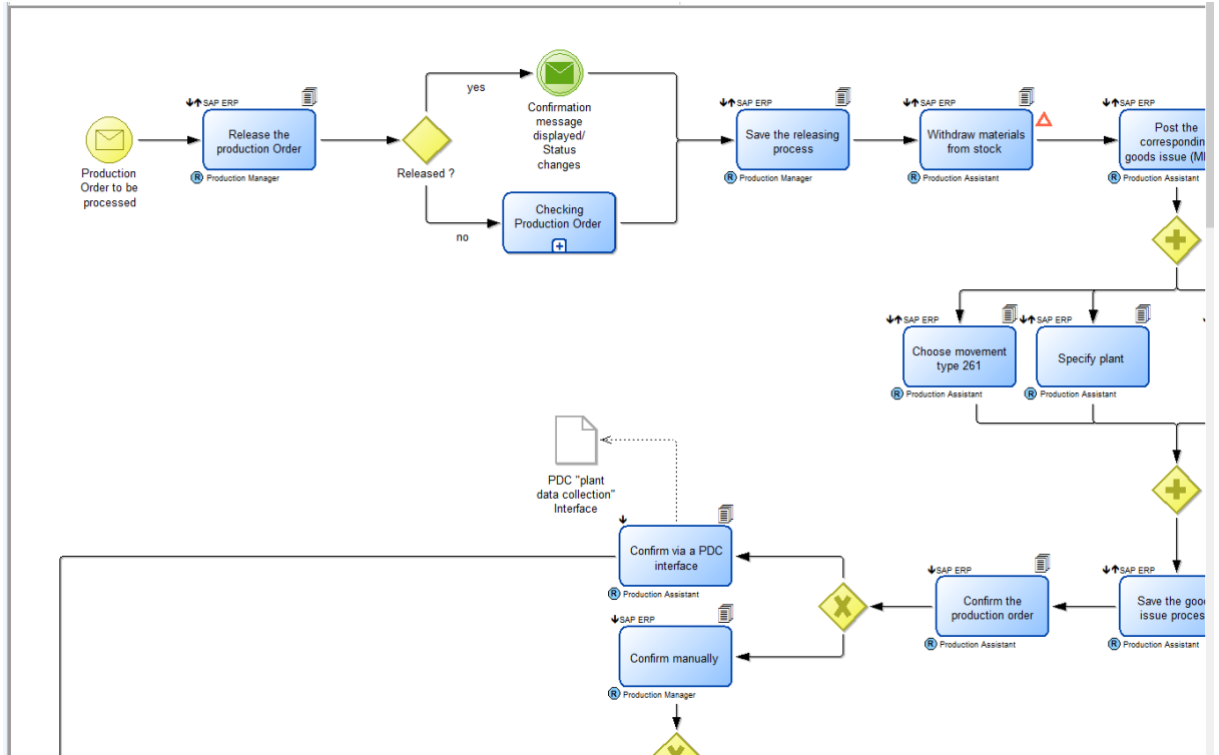 SAP ERP
Release the
production Order
R Production Manager
Production
Order to be
processed
Released ?
yes
no
Confirmation
message
displayed/
Status
changes
Checking
Production Order
SAP ERP
Save the releasing
process
R Production Manager
SAP ERP
Withdraw materials
from stock
R Production Assistant
SAP ERP
Post the
goods issue
R Production Assistant
SAP ERP
Choose movement
type 261
R Production Assistant
SAP ERP
Specify plant
R Production Assistant
PDC "plant
data collection"
Interface
Confirm via a PDC
interface
R Production Assistant
SAP ERP
Confirm manually
R Production Manager
SAP ERP
Confirm the
production order
R Production Assistant
SAP ERP
Save the
issue
R Production Assistant